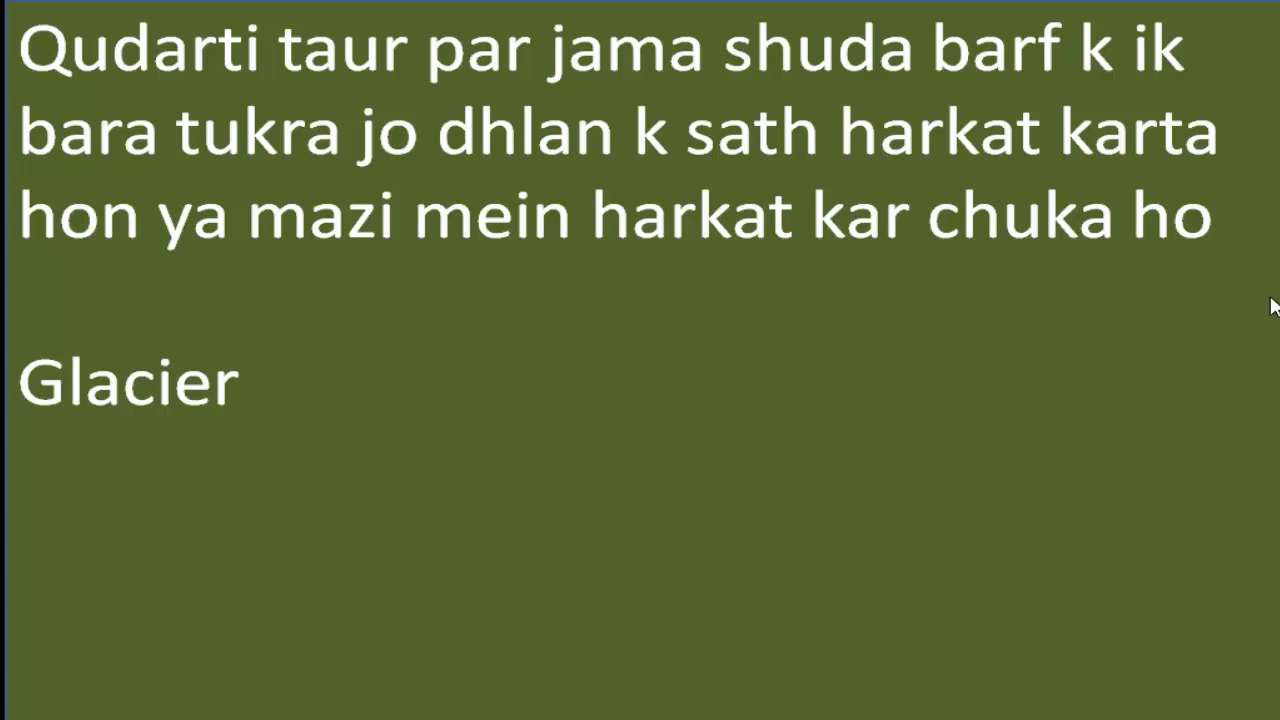 Qudarti taur par jama shuda barf k ik
bara tukra jo dhlan k sath harkat karta
hon ya mazi mein harkat kar chuka ho
Glacier